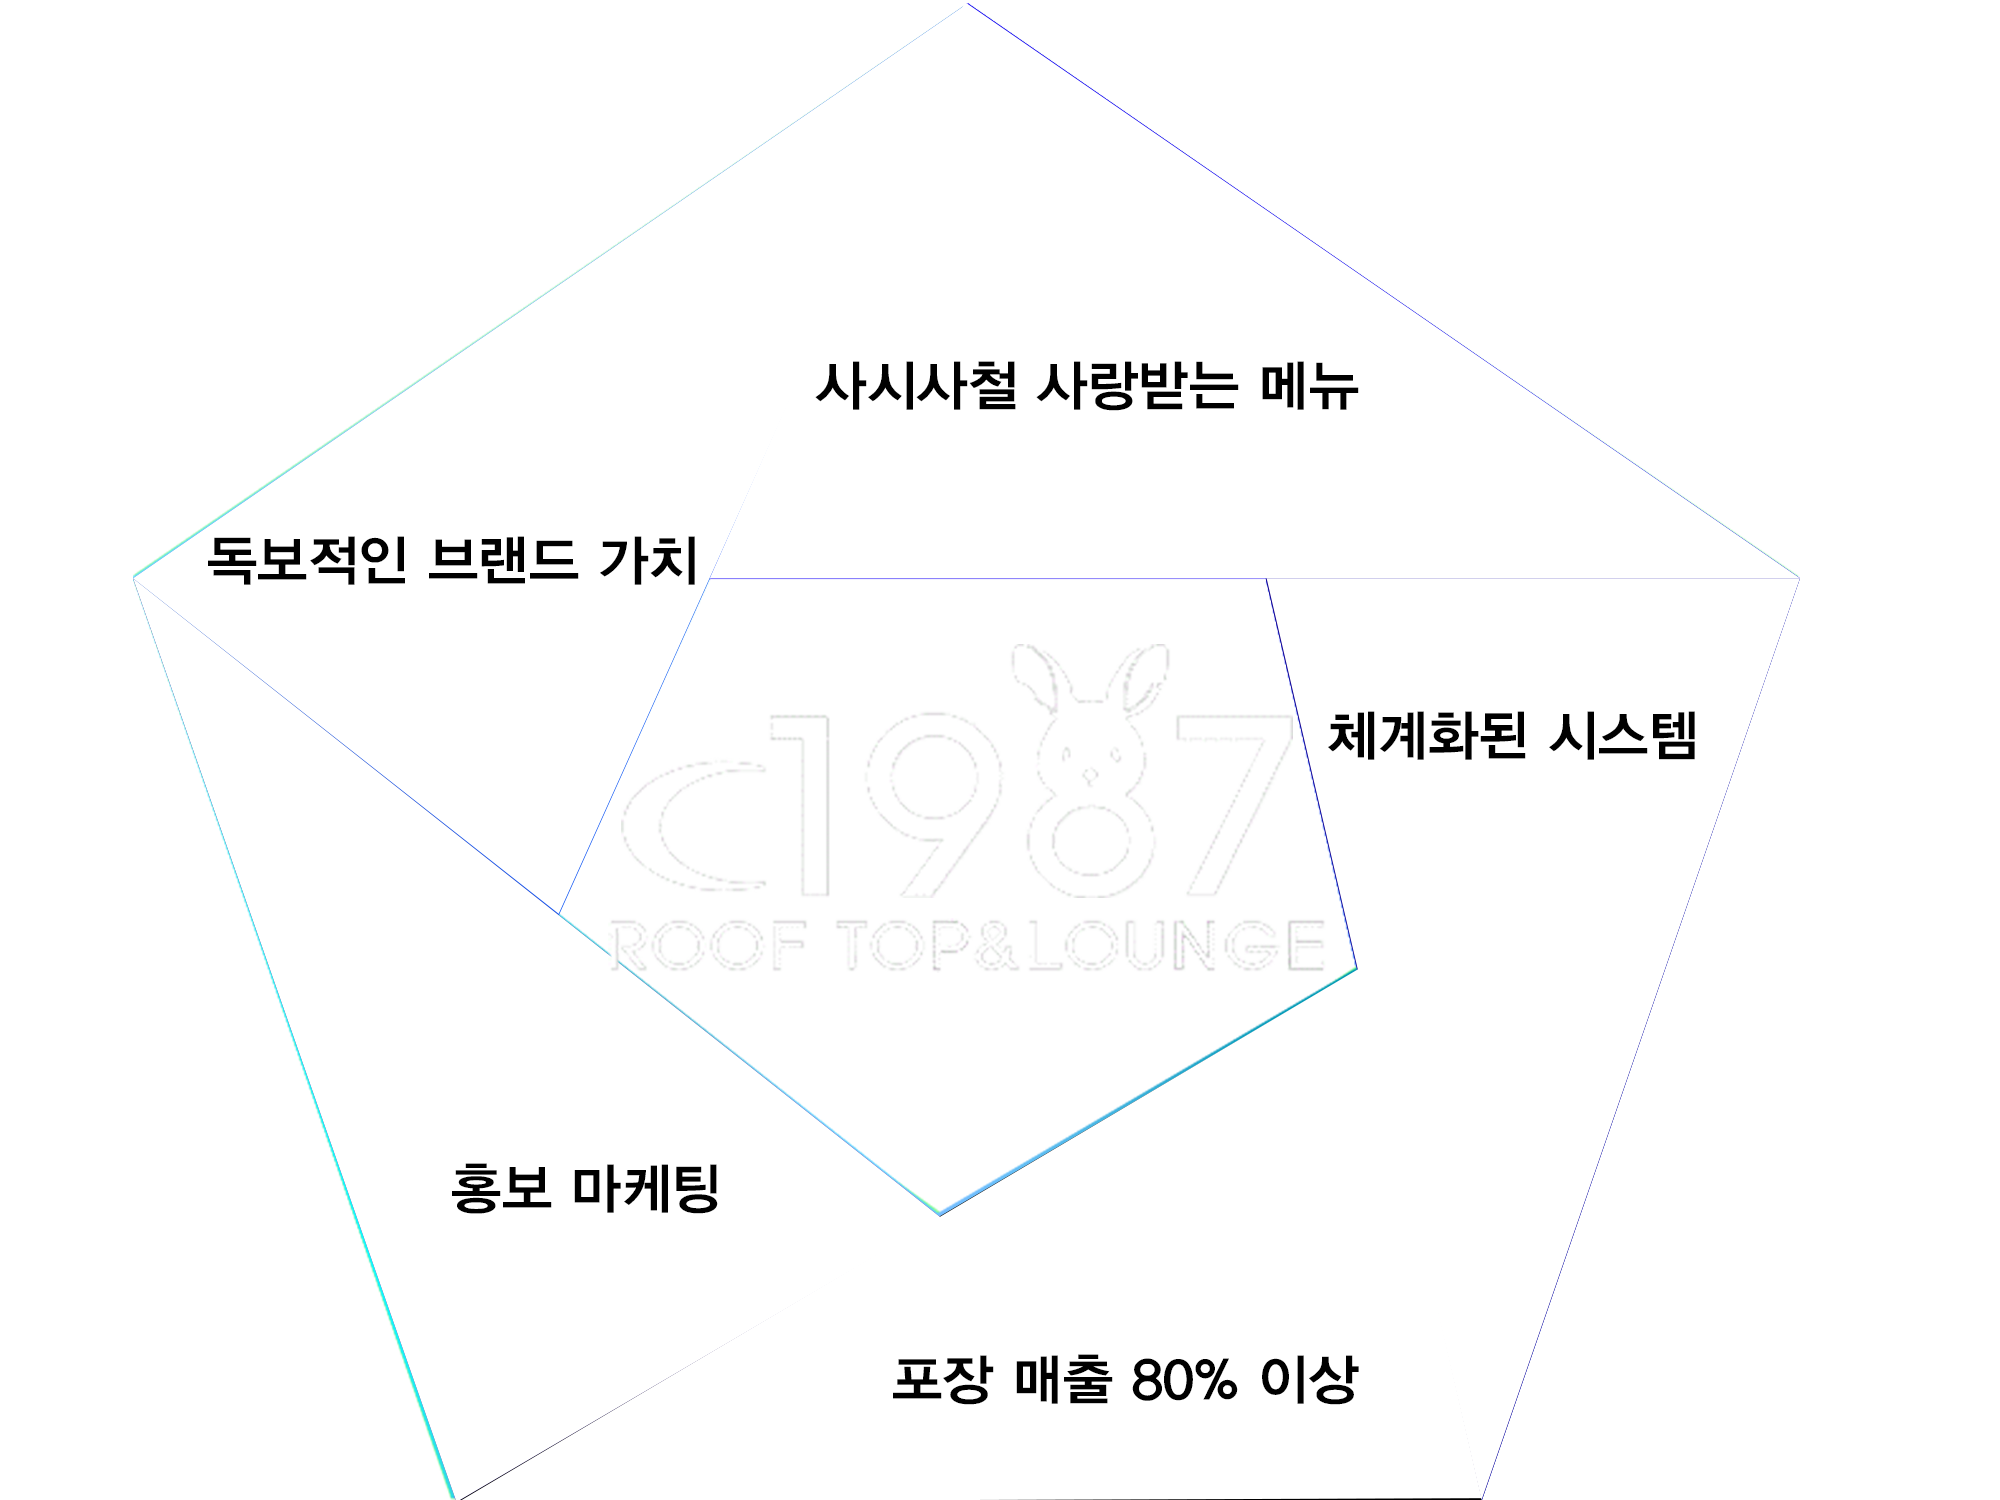 사시사철 사랑받는 메뉴
독보적인 브랜드 가치
체계화된 시스템
C1987
ROOF TOP&LOUNGE
홍보 마케팅
포장 매출 80% 이상